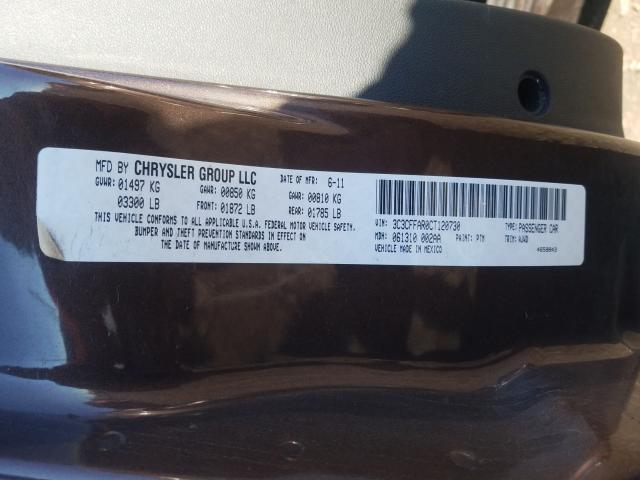 MFD BY CHRYSLER GROUP LLC DATE OF MFR: 6-11
GVWR: 01497 KG GAWR: 00850 KG GAWR: 00810 KG
03300 LB FRONT: 01872 LB REAR: 01785 LB
THIS VEHICLE CONFORMS TO ALL APPLICABLE U.S.A. FEDERAL MOTOR VEHICLE SAFETY,
BUMPER AND THEFT PREVENTION STANDARDS IN EFFECT ON
THE DATE OF MANUFACTURE SHOWN ABOVE.
VIN: 3C3CFFAR0CT120730 TYPE: PASSENGER CAR
MDH: 061310 002AA PAINT: PTM TRIM: AJWD
VEHICLE MADE IN MEXICO 4658043